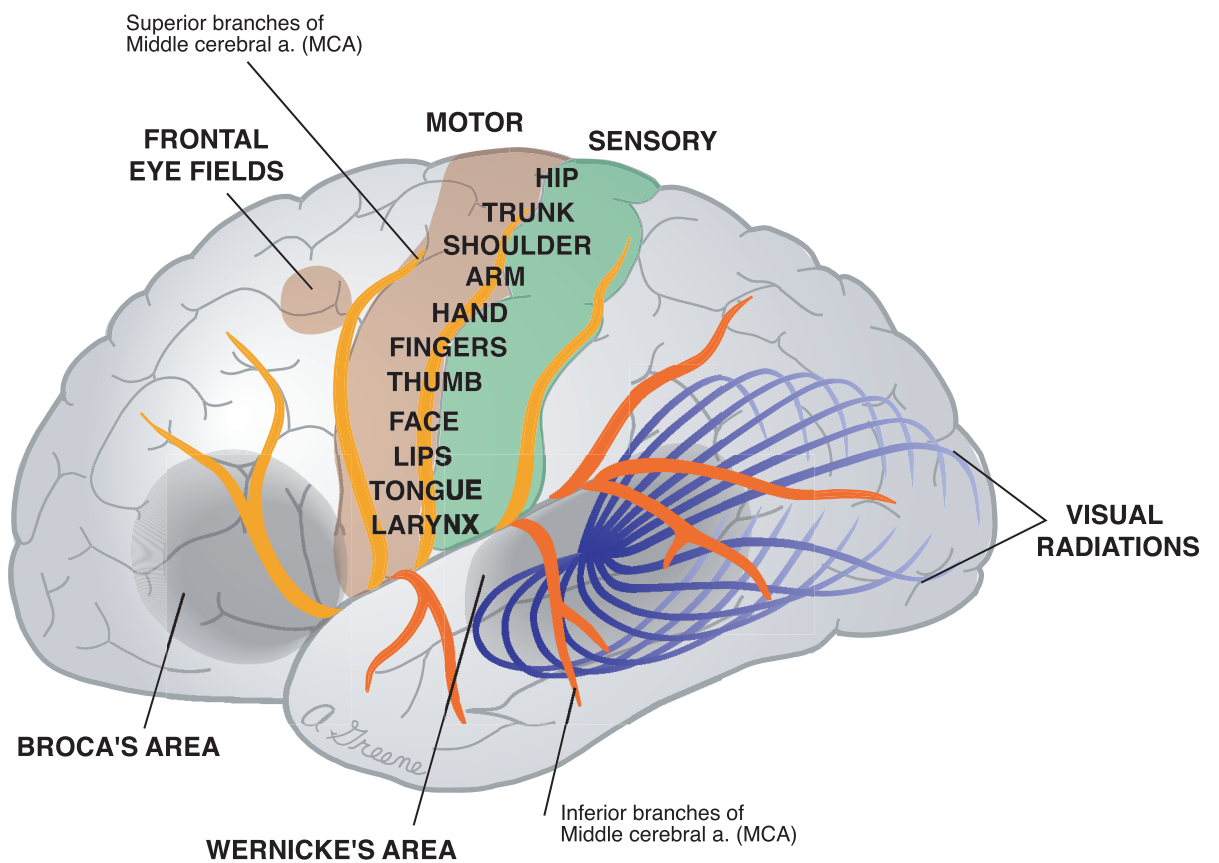 Superior branches of
Middle cerebral a. (MCA)
MOTOR
SENSORY
FRONTAL
EYE FIELDS
HIP
TRUNK
SHOULDER
ARM
HAND
FINGERS
THUMB
FACE
LIPS
TONGUE
LARYNX
VISUAL
RADIATIONS
A Greene
BROCA'S AREA
WERNICKE'S AREA
Inferior branches of
Middle cerebral a. (MCA)